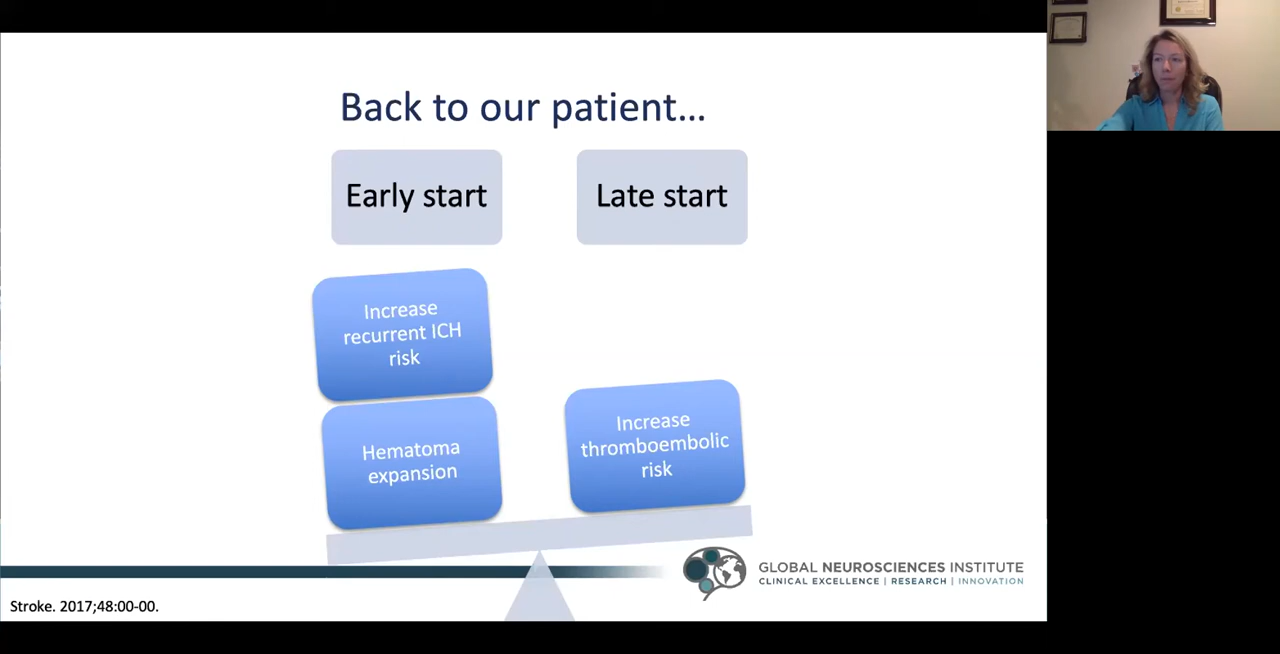 Back to our patient...
Early start
Late start
Increase
recurrent ICH
risk
Hematoma
expansion
Increase
thromboembolic
risk
GLOBAL NEUROSCIENCES INSTITUTE
CLINICAL EXCELLENCE | RESEARCH | INNOVATION
Stroke. 2017;48:00-00.